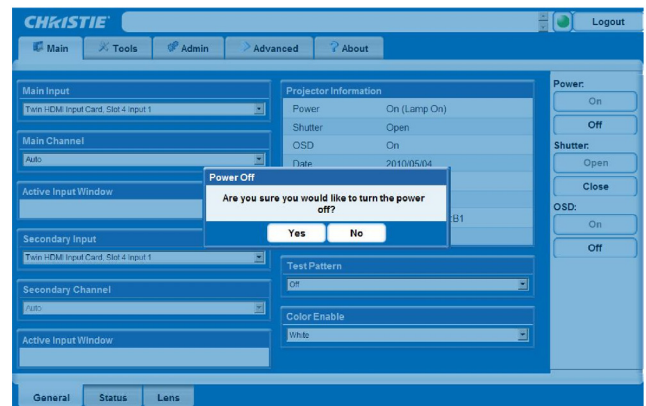 CHRISTIE
Logout
Main
Tools
Admin
Advanced
About
Main Input
Twin HDMI Input Card, Slot 4 Input 1
Main Channel
Auto
Active Input Window
Secondary Input
Twin HDMI Input Card, Slot 4 Input 1
Secondary Channel
Auto
Active Input Window
Projector Information
Power On (Lamp On)
Shutter Open
OSD On
Date 2010/05/04
:B1
Power Off
Are you sure you would like to turn the power
off?
Yes No
Test Pattern
Off
Color Enable
White
Power:
On
Off
Shutter:
Open
Close
OSD:
On
Off
General Status Lens